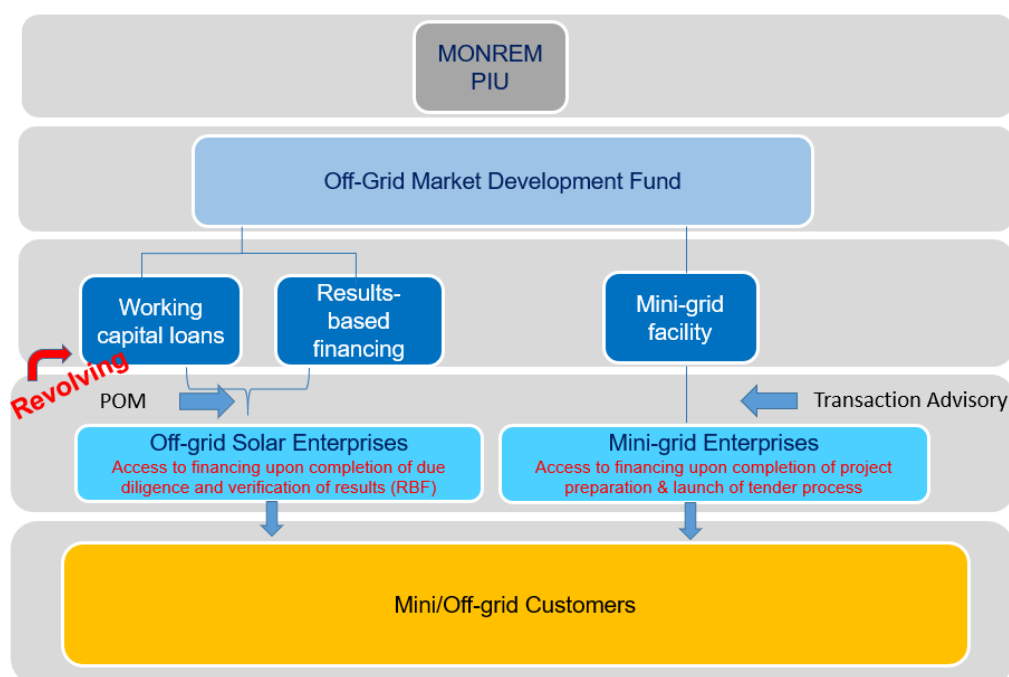 MONREM
PIU
Off-Grid Market Development Fund
Working
capital loans
Results-
based
financing
Mini-grid
facility
Revolving
POM
Transaction Advisory
Off-grid Solar Enterprises
Access to financing upon completion of due
diligence and verification of results (RBF)
Mini-grid Enterprises
Access to financing upon completion of project
preparation & launch of tender process
Mini/Off-grid Customers